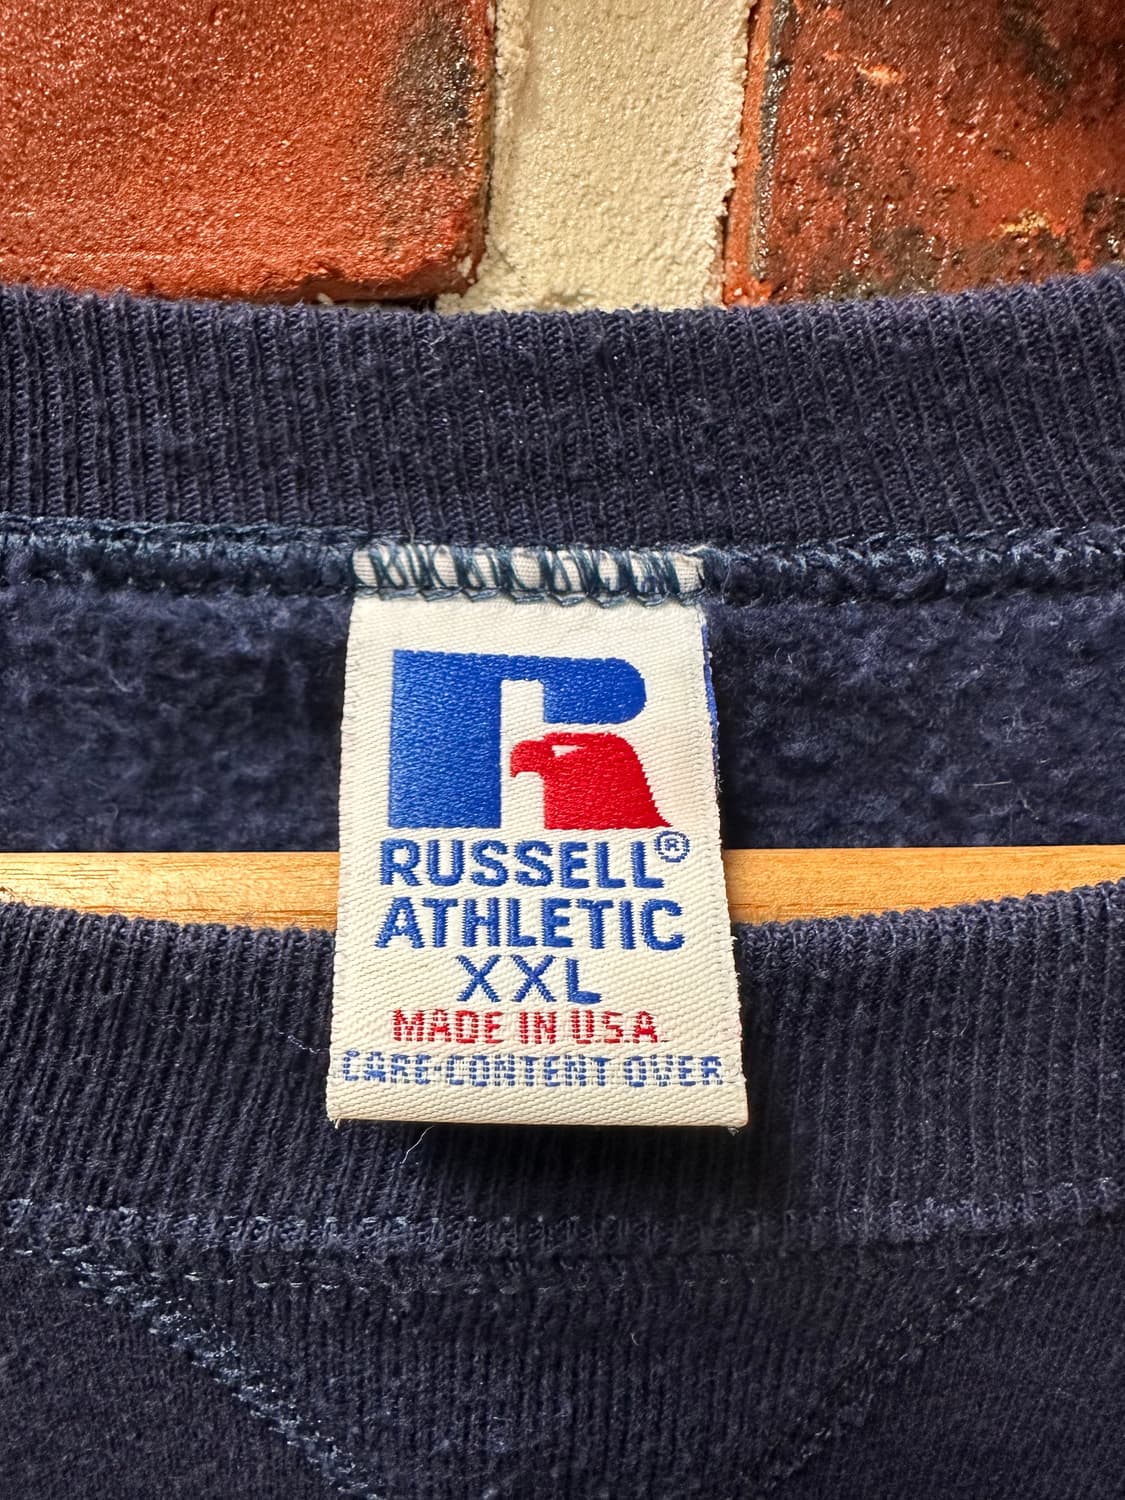 R
RUSSELL®
ATHLETIC
XXL
MADE IN U.S.A.
CARE-CONTENT OVER